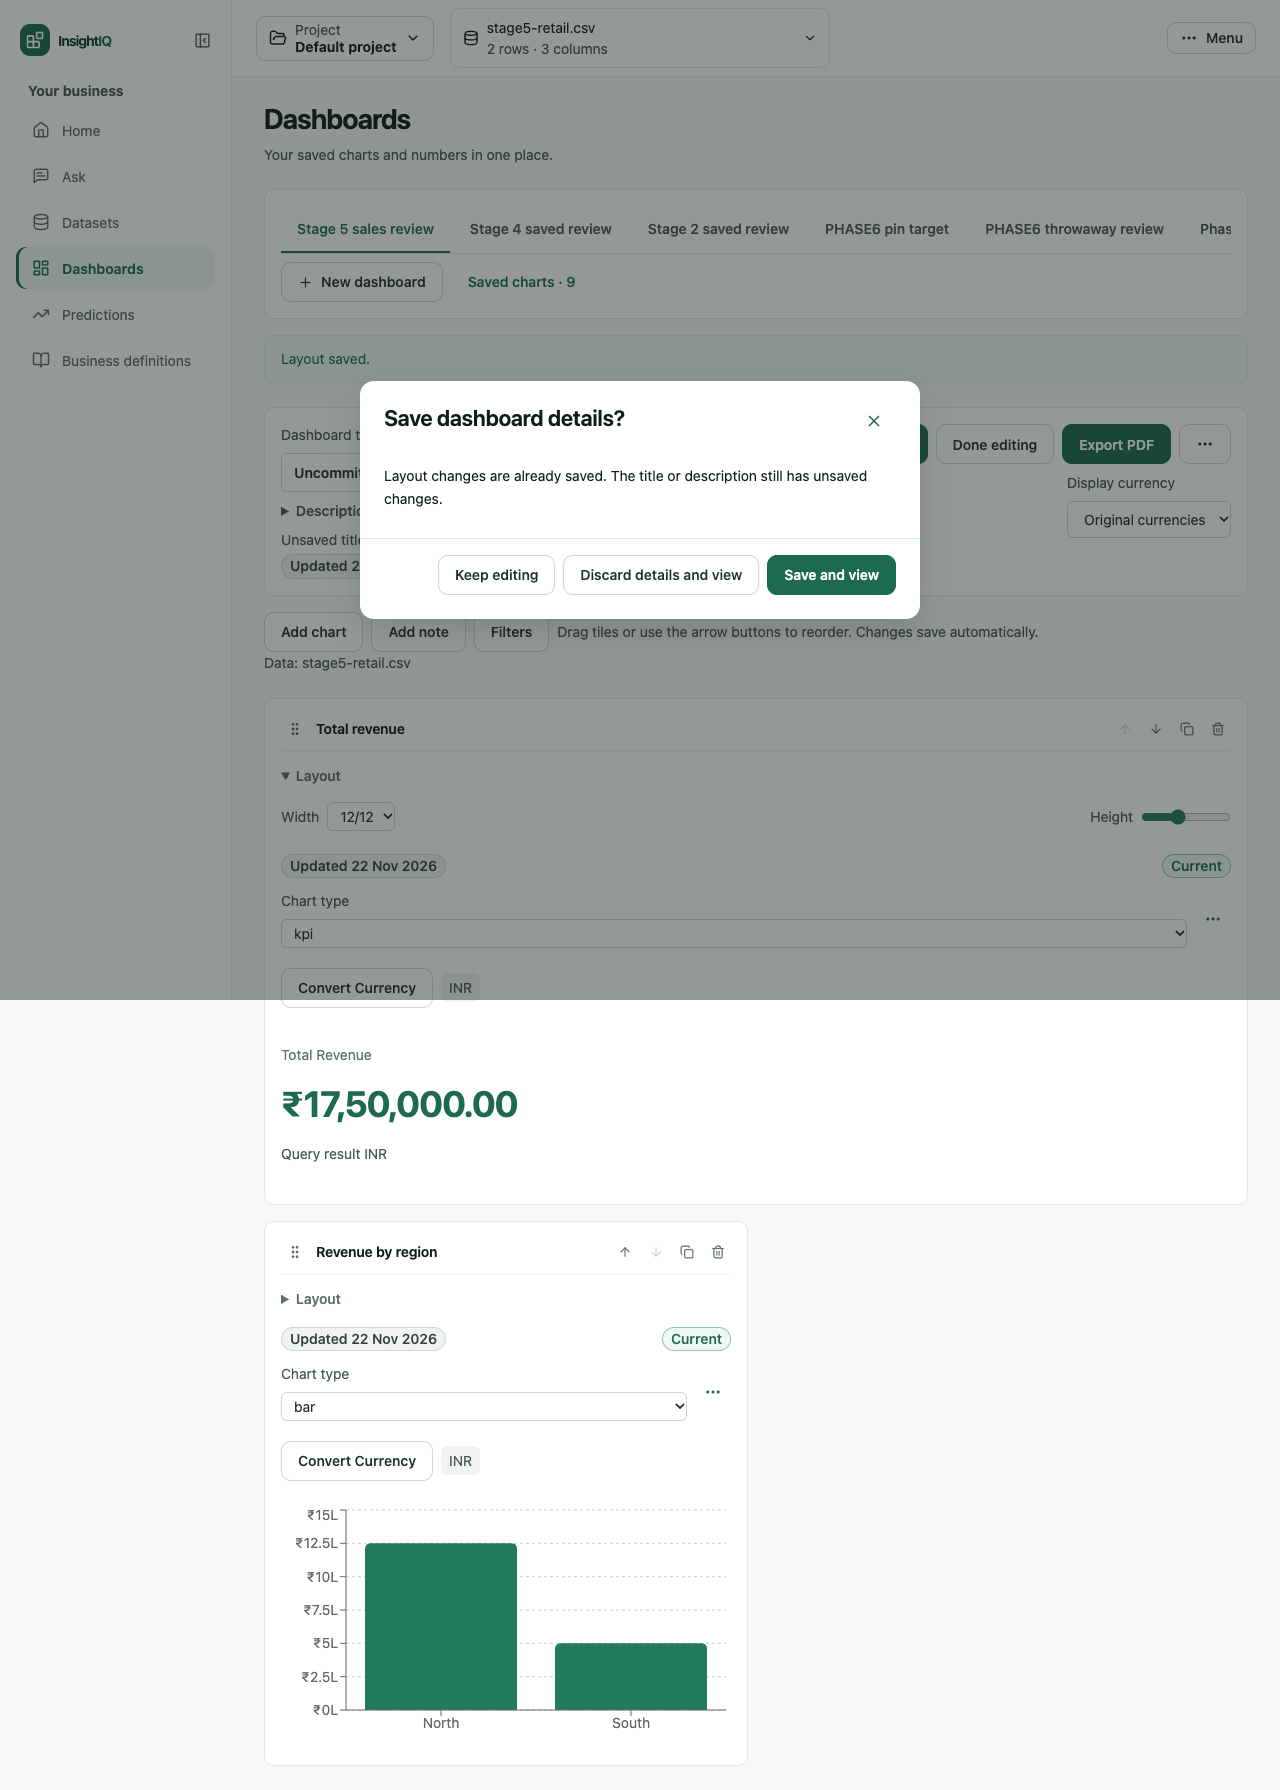 InsightIQ
Your business
Home
Ask
Datasets
Dashboards
Predictions
Business definitions
Project
Default project
stage5-retail.csv
2 rows · 3 columns
Menu
Dashboards
Your saved charts and numbers in one place.
Stage 5 sales review
Stage 4 saved review
Stage 2 saved review
PHASE6 pin target
PHASE6 throwaway review
Phas
New dashboard
Saved charts · 9
Layout saved.
Dashboard t
Uncommit
Descriptio
Unsaved title
Updated 2
Done editing
Export PDF
Display currency
Original currencies
Save dashboard details?
Layout changes are already saved. The title or description still has unsaved
changes.
Keep editing
Discard details and view
Save and view
Add chart
Add note
Filters
Drag tiles or use the arrow buttons to reorder. Changes save automatically.
Data: stage5-retail.csv
Total revenue
Layout
Width
12/12
Height
Updated 22 Nov 2026
Current
Chart type
kpi
Convert Currency
INR
Total Revenue
₹17,50,000.00
Query result INR
Revenue by region
Layout
Updated 22 Nov 2026
Current
Chart type
bar
Convert Currency
INR
₹15L
₹12.5L
₹10L
₹7.5L
₹5L
₹2.5L
₹0L
North
South